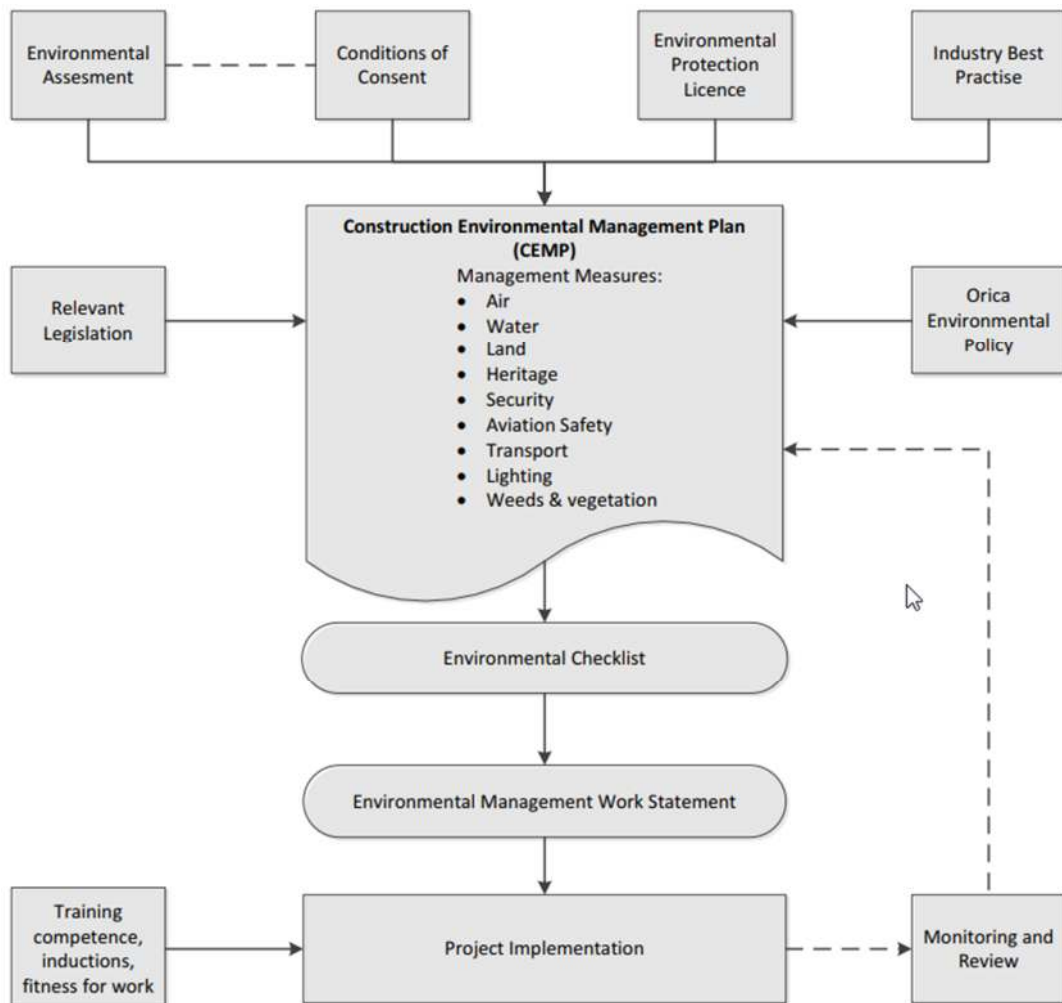 Environmental
Assesment
Conditions of
Consent
Environmental
Protection
Licence
Industry Best
Practise
Construction Environmental Management Plan
(CEMP)
Management Measures:
• Air
• Water
• Land
• Heritage
• Security
• Aviation Safety
• Transport
• Lighting
• Weeds & vegetation
Relevant
Legislation
Orica
Environmental
Policy
Environmental Checklist
Environmental Management Work Statement
Training
competence,
inductions,
fitness for work
Project Implementation
Monitoring and
Review